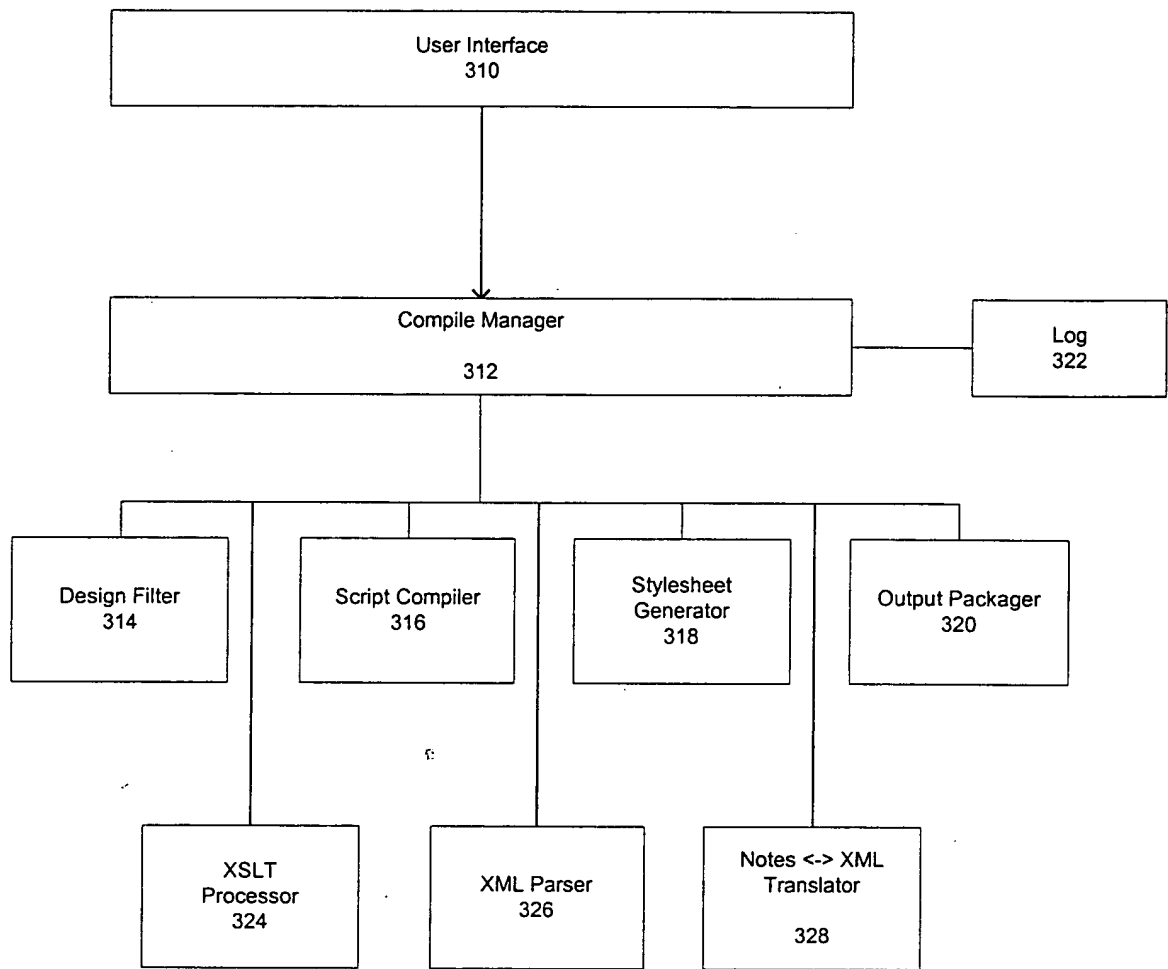 User Interface
310
Compile Manager
312
Log
322
Design Filter
314
Script Compiler
316
Stylesheet
Generator
318
Output Packager
320
XSLT
Processor
324
XML Parser
326
Notes <-> XML
Translator
328